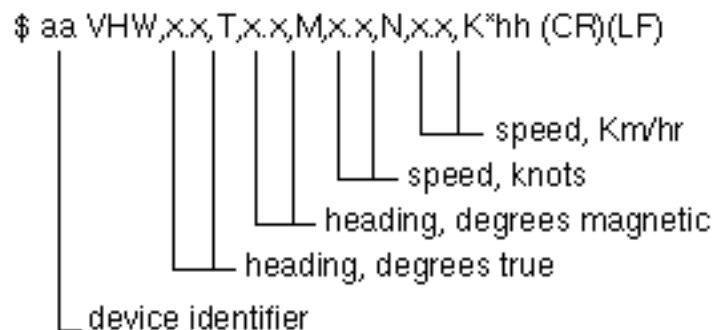 $ aa VHW,x.x,T,x.x,M,x.x,N,x.x,K*hh (CR)(LF)
speed, Km/hr
speed, knots
heading, degrees magnetic
heading, degrees true
device identifier